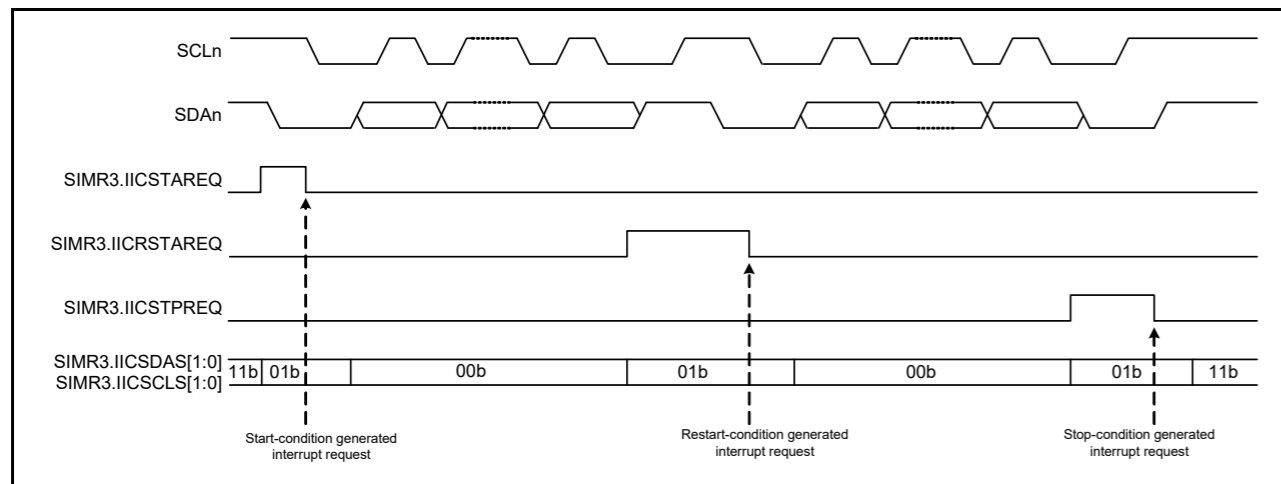 SCLn
SDAn
SIMR3.IICSTAREQ
SIMR3.IICRSTAREQ
SIMR3.IICSTPREQ
SIMR3.IICSDAS[1:0]
SIMR3.IICSCLS[1:0]
11b 01b 00b 01b 00b 01b 11b
Start-condition generated
interrupt request
Restart-condition generated
interrupt request
Stop-condition generated
interrupt request